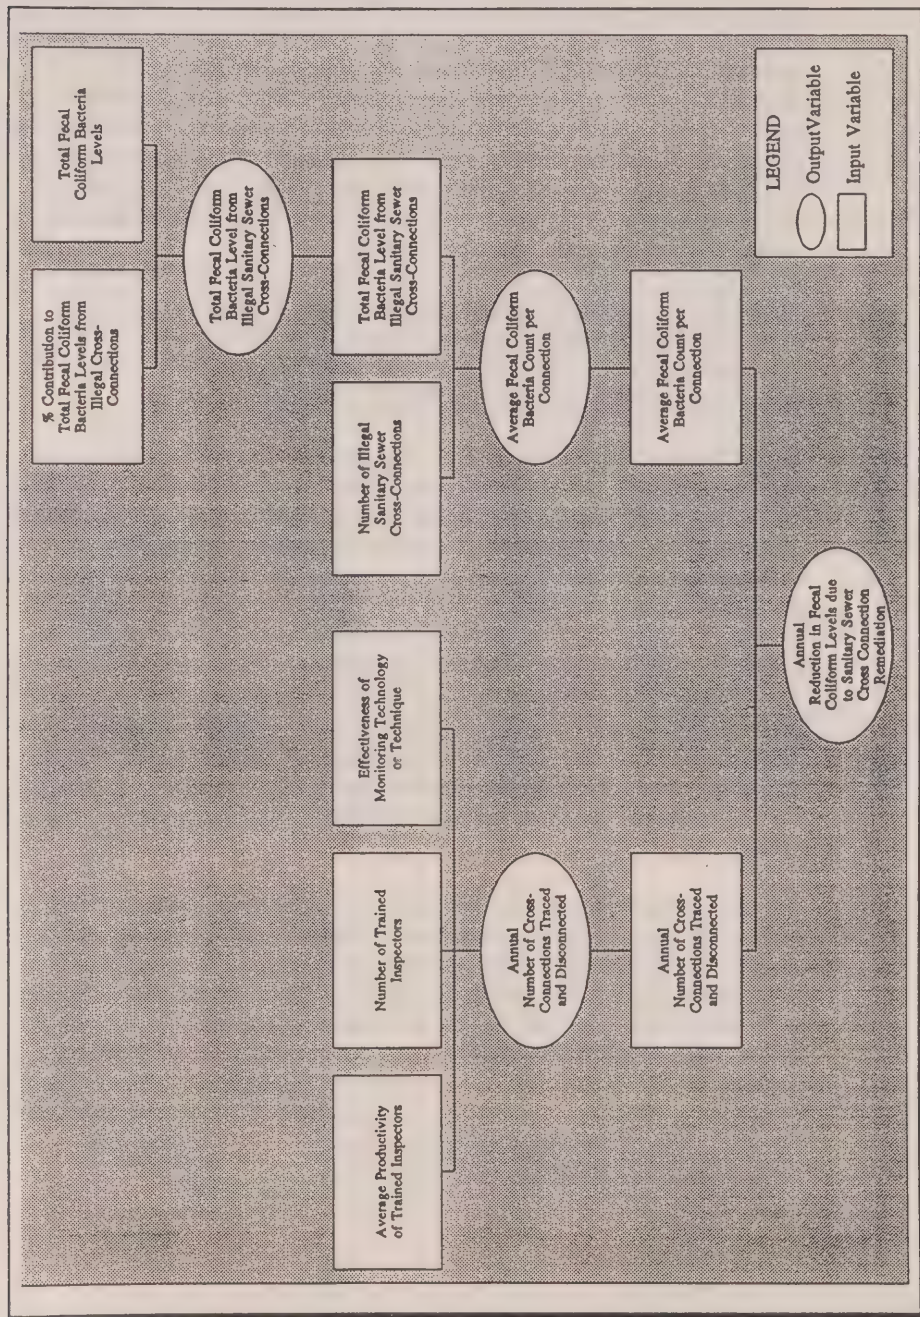 % Contribution to
Total Fecal Coliform
Bacteria Levels from
Illegal Cross-
Connections
Total Fecal
Coliform Bacteria
Levels
Total Fecal Coliform
Bacteria Level from
Illegal Sanitary Sewer
Cross-Connections
Average Productivity
of Trained Inspectors
Number of Trained
Inspectors
Effectiveness of
Monitoring Technology
or Technique
Number of Illegal
Sanitary Sewer
Cross-Connections
Total Fecal Coliform
Bacteria Level from
Illegal Sanitary Sewer
Cross-Connections
Annual
Number of Cross-
Connections Traced
and Disconnected
Average Fecal Coliform
Bacteria Count per
Connection
Annual
Number of Cross-
Connections Traced
and Disconnected
Average Fecal Coliform
Bacteria Count per
Connection
Annual
Reduction in Fecal
Coliform Levels due
to Sanitary Sewer
Cross Connection
Remediation
LEGEND
Output Variable
Input Variable